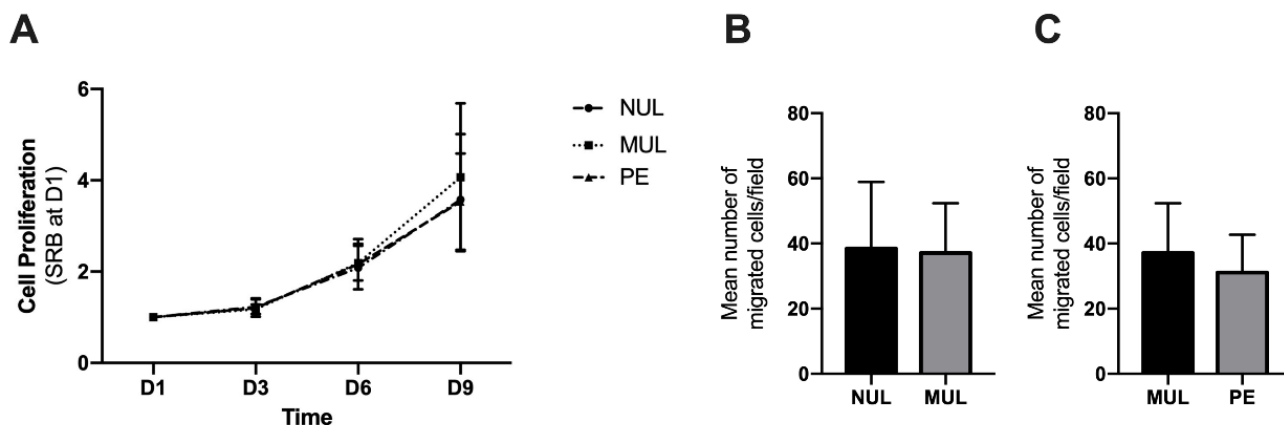 A
Cell Proliferation
(SRB at D1)
6
4
2
0
D1 D3 D6 D9
Time
NUL
MUL
PE
B
Mean number of
migrated cells/field
80
60
40
20
0
NUL MUL
C
Mean number of
migrated cells/field
80
60
40
20
0
MUL PE